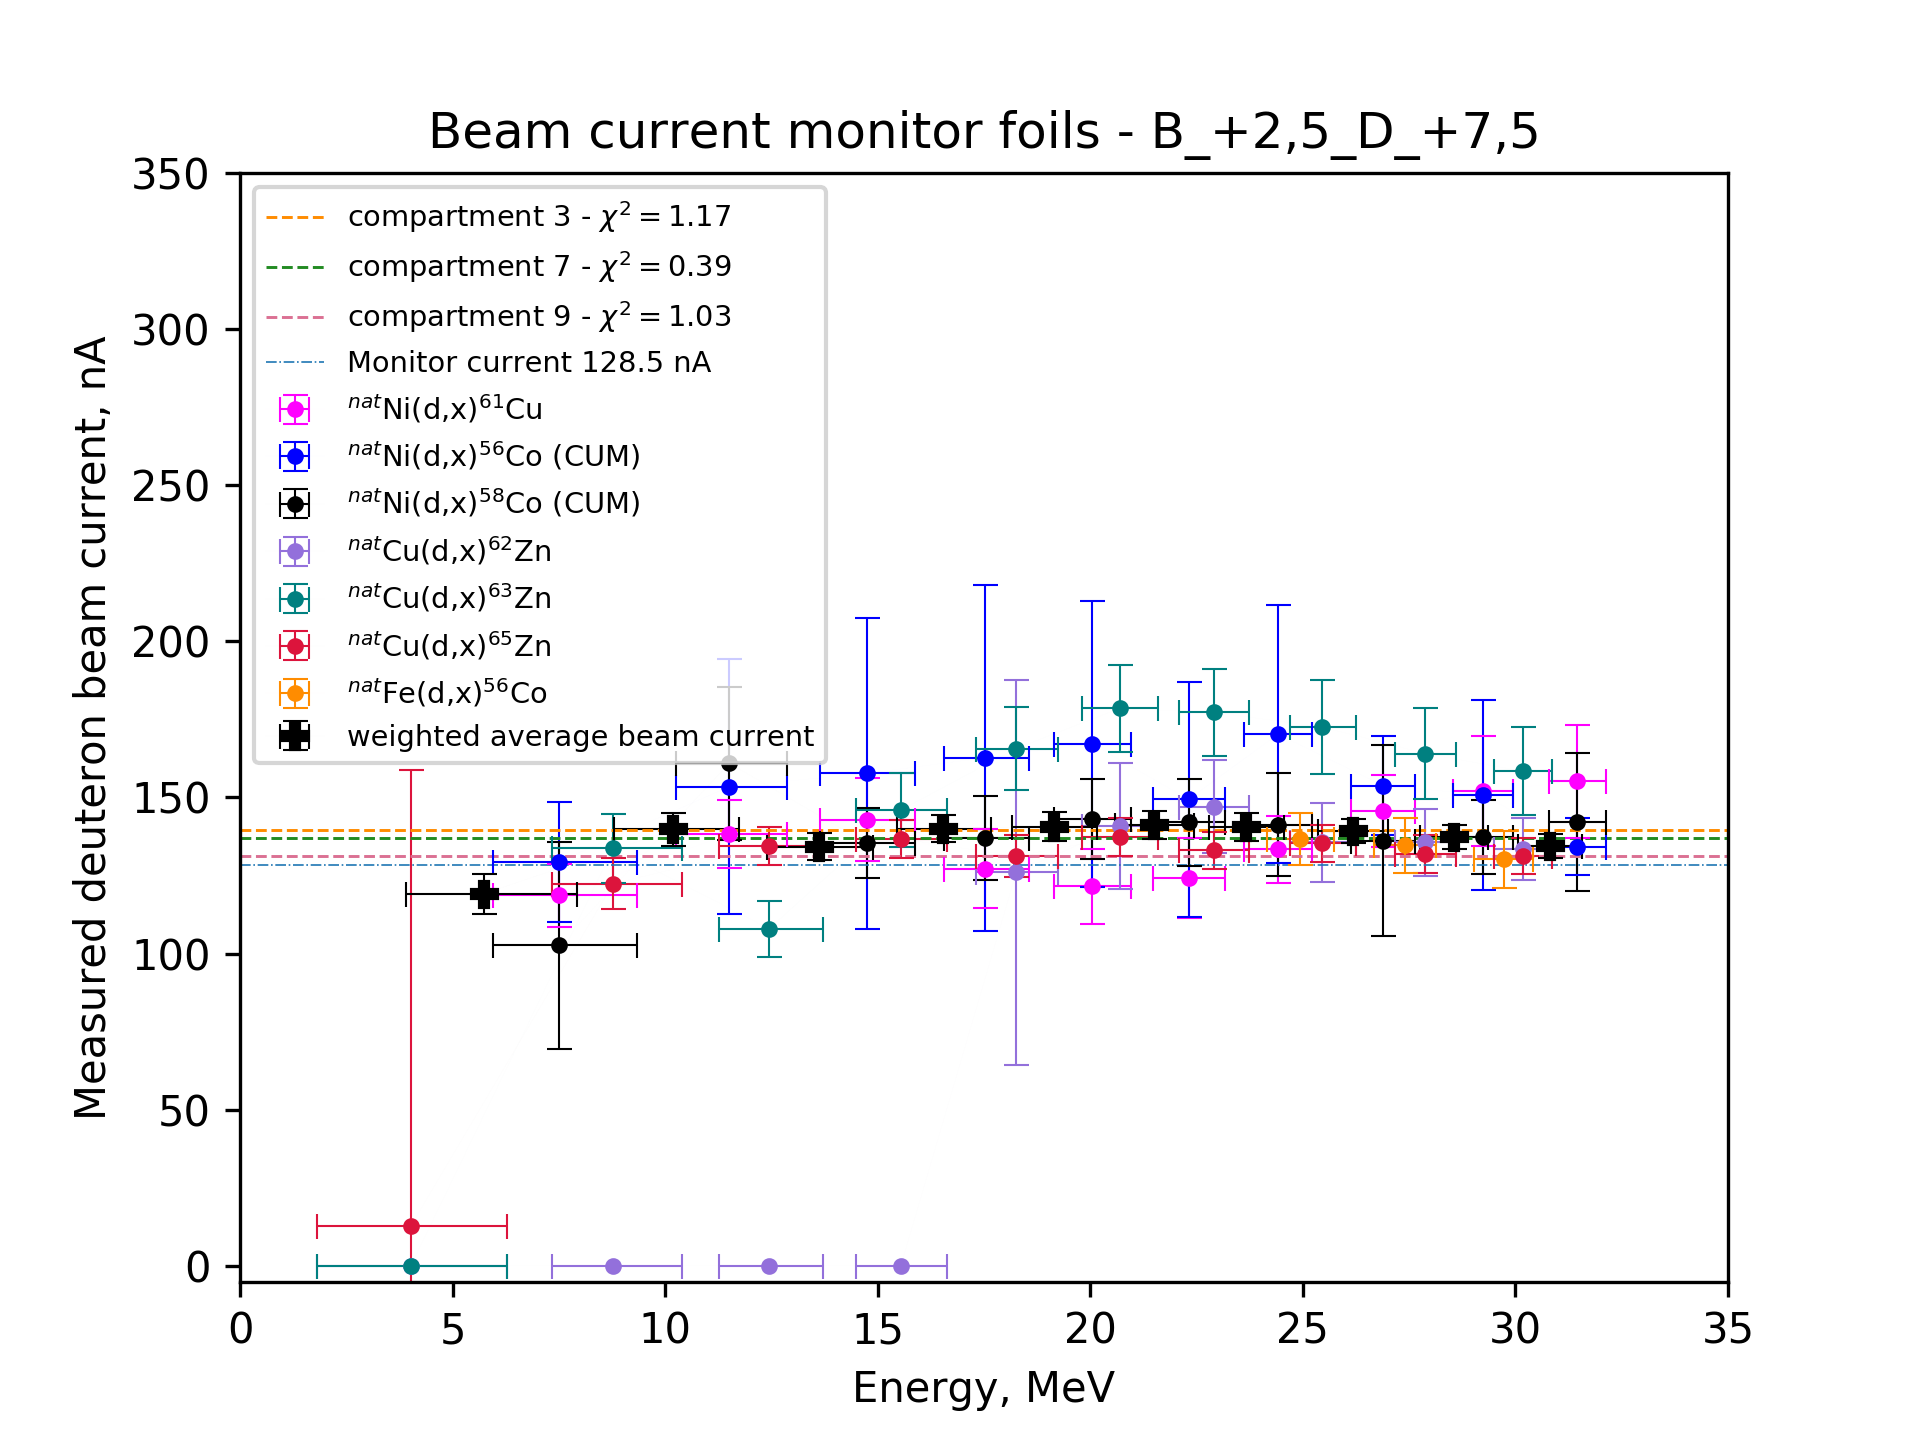 Beam current monitor foils - B_+2,5_D_+7,5
Measured deuteron beam current, nA
350
300
250
200
150
100
50
0
compartment 3 - χ² = 1.17
compartment 7 - χ² = 0.39
compartment 9 - χ² = 1.03
Monitor current 128.5 nA
ⁿᵃᵗNi(d,x)⁶¹Cu
ⁿᵃᵗNi(d,x)⁵⁶Co (CUM)
ⁿᵃᵗNi(d,x)⁵⁸Co (CUM)
ⁿᵃᵗCu(d,x)⁶²Zn
ⁿᵃᵗCu(d,x)⁶³Zn
ⁿᵃᵗCu(d,x)⁶⁵Zn
ⁿᵃᵗFe(d,x)⁵⁶Co
weighted average beam current
0 5 10 15 20 25 30 35
Energy, MeV